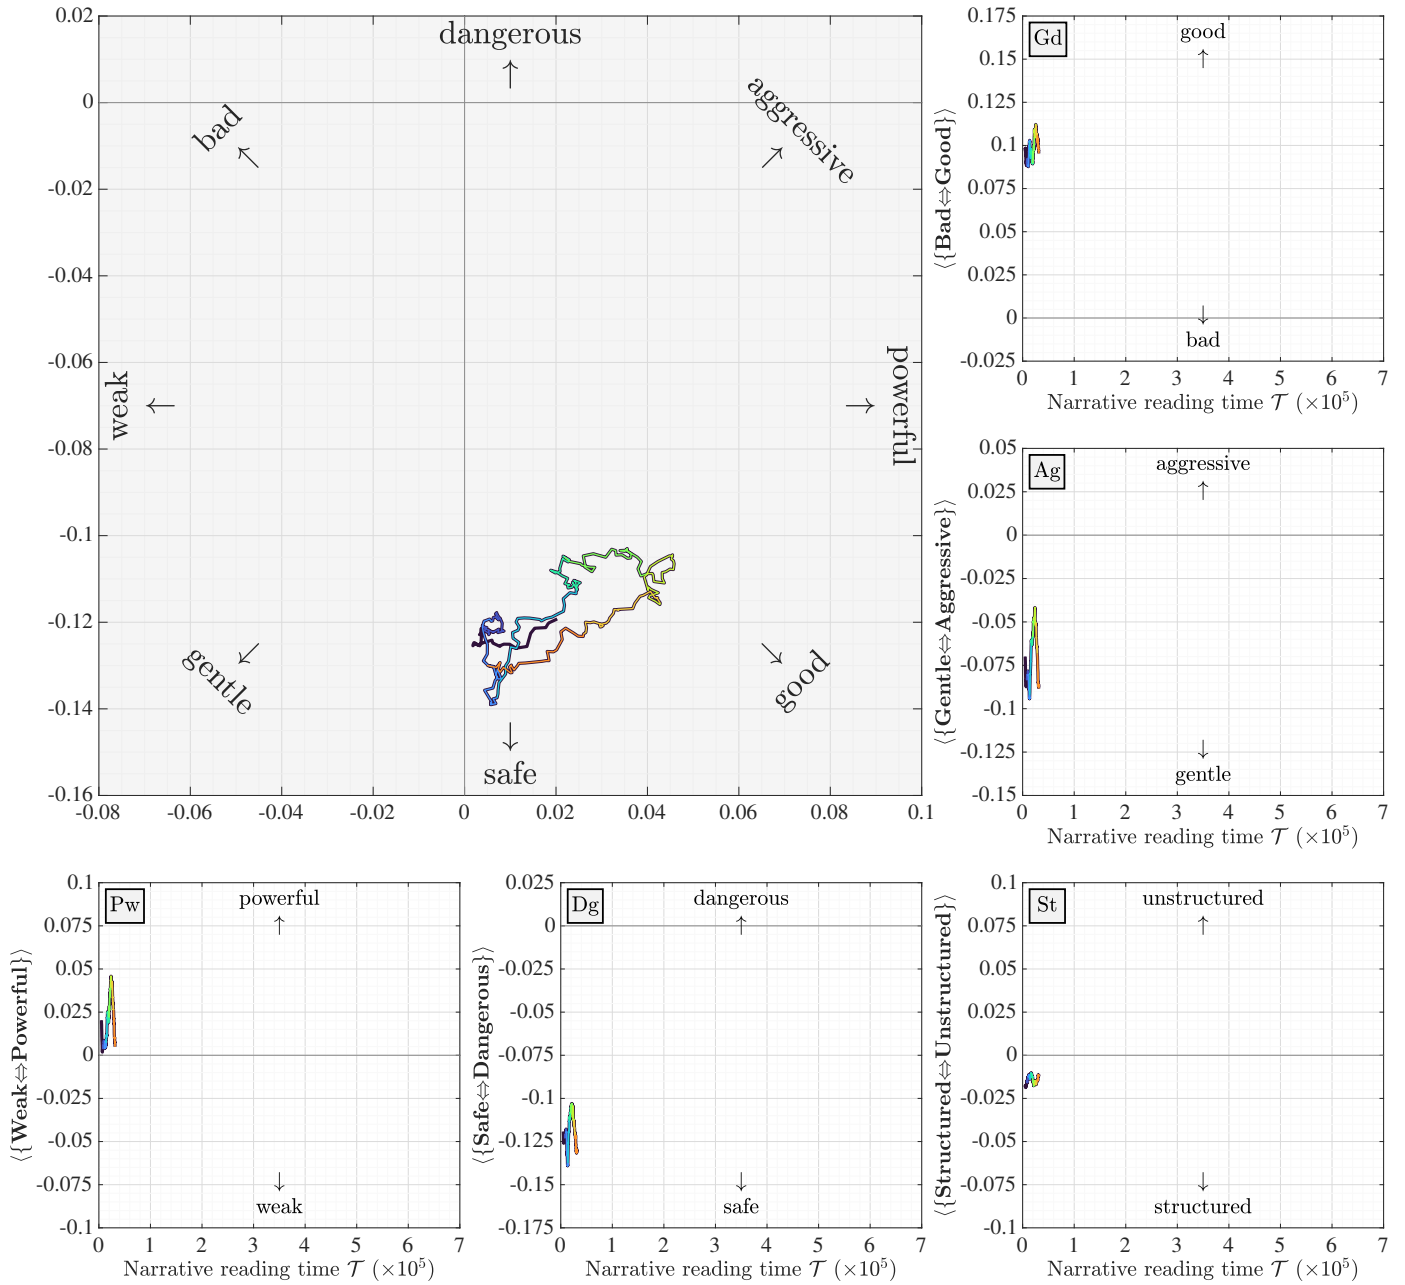 0.02
0
-0.02
-0.04
-0.06
-0.08
-0.1
-0.12
-0.14
-0.16
-0.08
-0.06
-0.04
-0.02
0
0.02
0.04
0.06
0.08
0.1
dangerous
↑
bad
↖
aggressive
↗
weak
←
powerful
→
gentle
↙
good
↘
↓
safe
Gd
good
↑
↓
bad
0.175
0.15
0.125
0.1
0.075
0.05
0.025
0
-0.025
0 1 2 3 4 5 6 7
⟨{Bad⇔Good}⟩
Narrative reading time 𝒯 (×10⁵)
Ag
aggressive
↑
↓
gentle
0.05
0.025
0
-0.025
-0.05
-0.075
-0.1
-0.125
-0.15
0 1 2 3 4 5 6 7
⟨{Gentle⇔Aggressive}⟩
Narrative reading time 𝒯 (×10⁵)
Pw
powerful
↑
↓
weak
0.1
0.075
0.05
0.025
0
-0.025
-0.05
-0.075
-0.1
0 1 2 3 4 5 6 7
⟨{Weak⇔Powerful}⟩
Narrative reading time 𝒯 (×10⁵)
Dg
dangerous
↑
↓
safe
0.025
0
-0.025
-0.05
-0.075
-0.1
-0.125
-0.15
-0.175
0 1 2 3 4 5 6 7
⟨{Safe⇔Dangerous}⟩
Narrative reading time 𝒯 (×10⁵)
St
unstructured
↑
↓
structured
0.1
0.075
0.05
0.025
0
-0.025
-0.05
-0.075
-0.1
0 1 2 3 4 5 6 7
⟨{Structured⇔Unstructured}⟩
Narrative reading time 𝒯 (×10⁵)